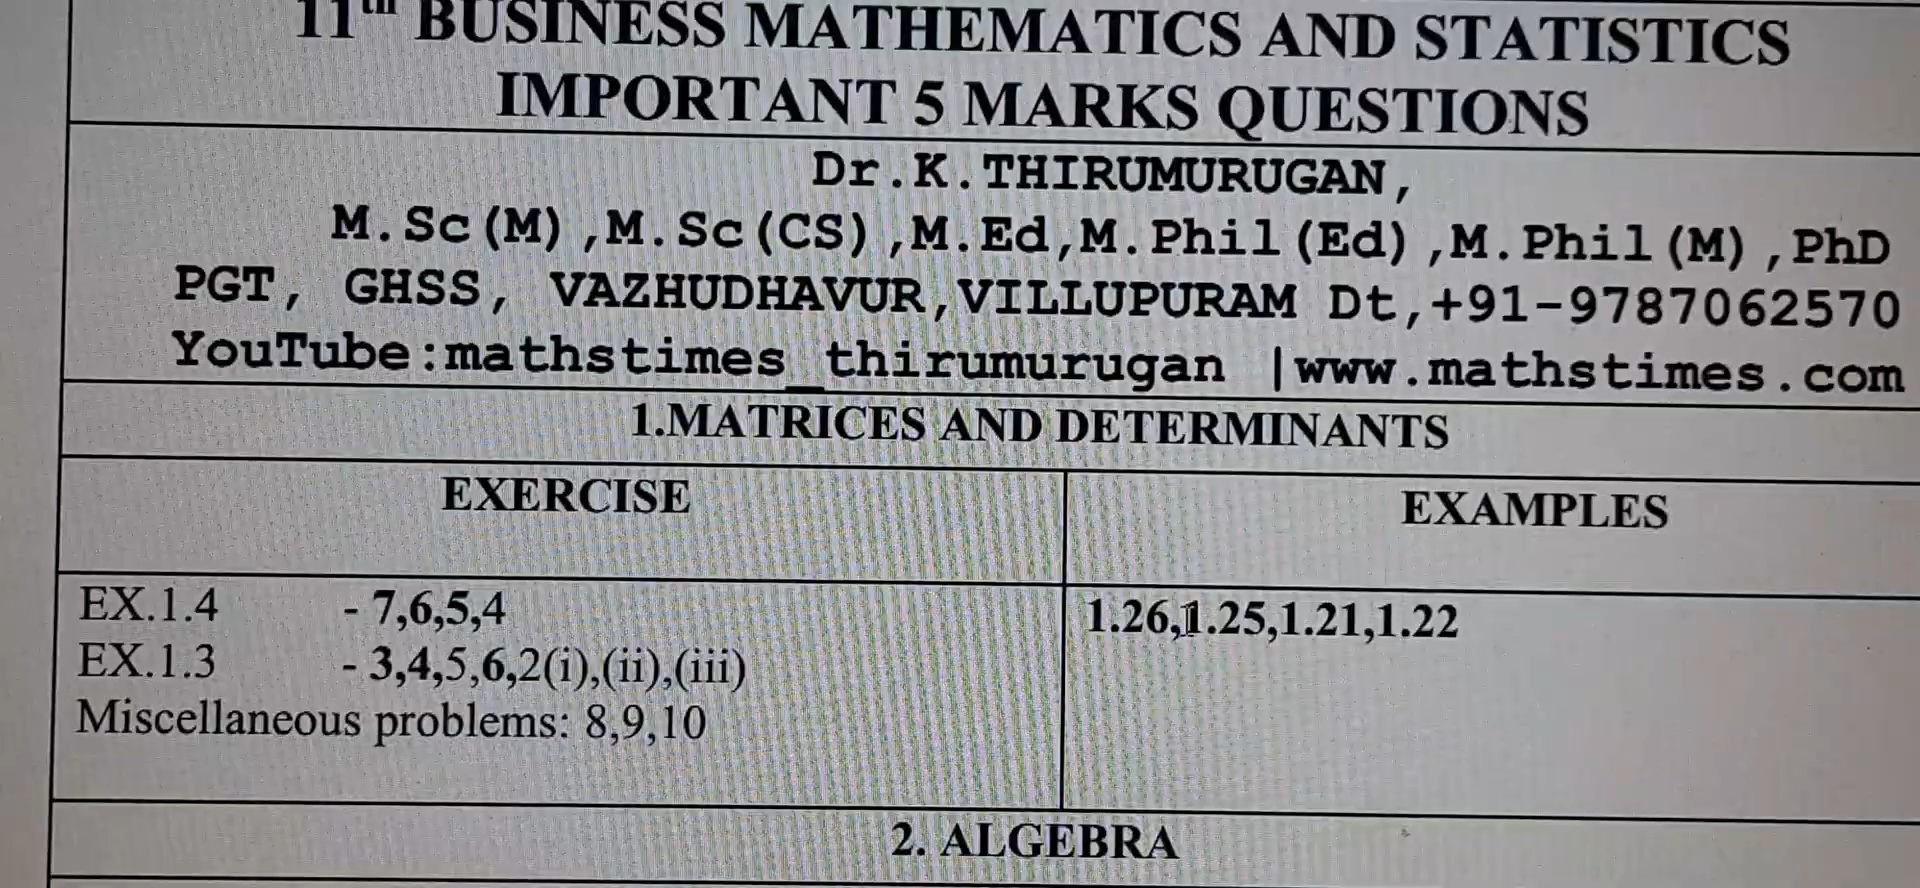 11th BUSINESS MATHEMATICS AND STATISTICS
IMPORTANT 5 MARKS QUESTIONS
Dr.K.THIRUMURUGAN,
M.Sc(M),M.Sc(CS),M.Ed,M.Phil(Ed),M.Phil(M),PhD
PGT, GHSS, VAZHUDHAVUR,VILLUPURAM Dt,+91-9787062570
YouTube:mathstimes_thirumurugan |www.mathstimes.com
1.MATRICES AND DETERMINANTS
EXERCISE
EXAMPLES
EX.1.4 - 7,6,5,4
EX.1.3 - 3,4,5,6,2(i),(ii),(iii)
Miscellaneous problems: 8,9,10
1.26,1.25,1.21,1.22
2. ALGEBRA